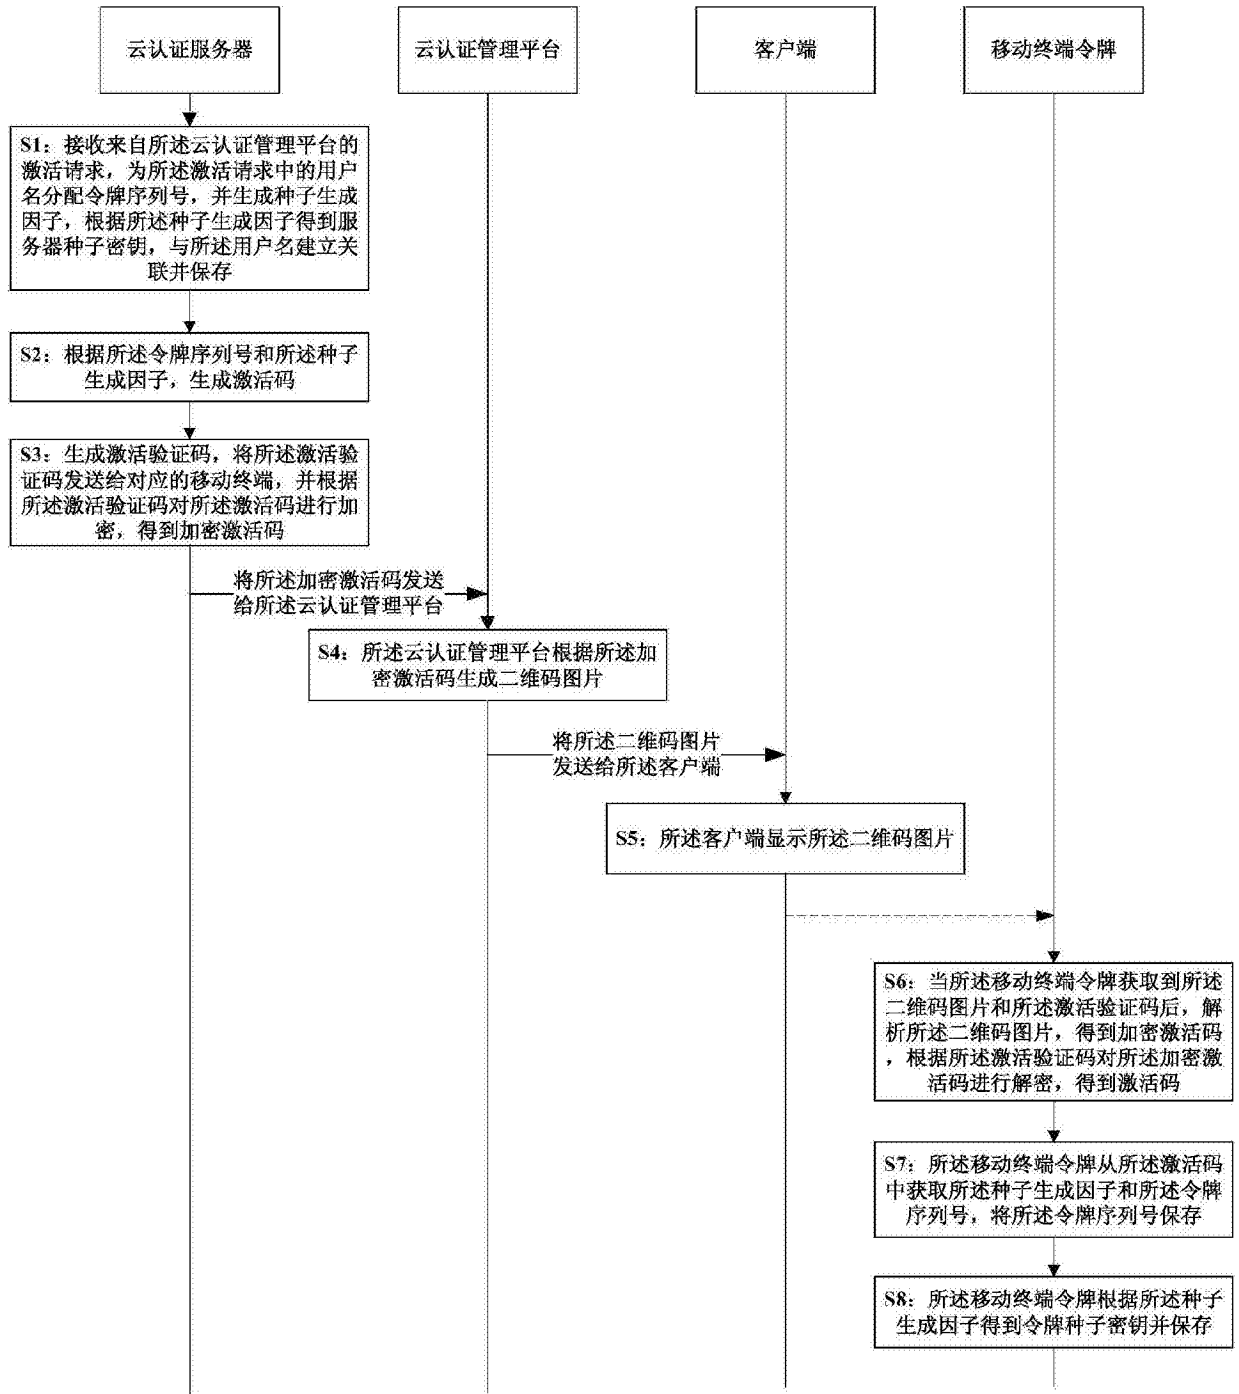 云认证服务器
云认证管理平台
客户端
移动终端令牌
S1：接收来自所述云认证管理平台的
激活请求，为所述激活请求中的用户
名分配令牌序列号，并生成种子生成
因子，根据所述种子生成因子得到服
务器种子密钥，与所述用户名建立关
联并保存
S2：根据所述令牌序列号和所述种子
生成因子，生成激活码
S3：生成激活验证码，将所述激活验
证码发送给对应的移动终端，并根据
所述激活验证码对所述激活码进行加
密，得到加密激活码
将所述加密激活码发送
给所述云认证管理平台
S4：所述云认证管理平台根据所述加
密激活码生成二维码图片
将所述二维码图片
发送给所述客户端
S5：所述客户端显示所述二维码图片
S6：当所述移动终端令牌获取到所述
二维码图片和所述激活验证码后，解
析所述二维码图片，得到加密激活码
，根据所述激活验证码对所述加密激
活码进行解密，得到激活码
S7：所述移动终端令牌从所述激活码
中获取所述种子生成因子和所述令牌
序列号，将所述令牌序列号保存
S8：所述移动终端令牌根据所述种子
生成因子得到令牌种子密钥并保存